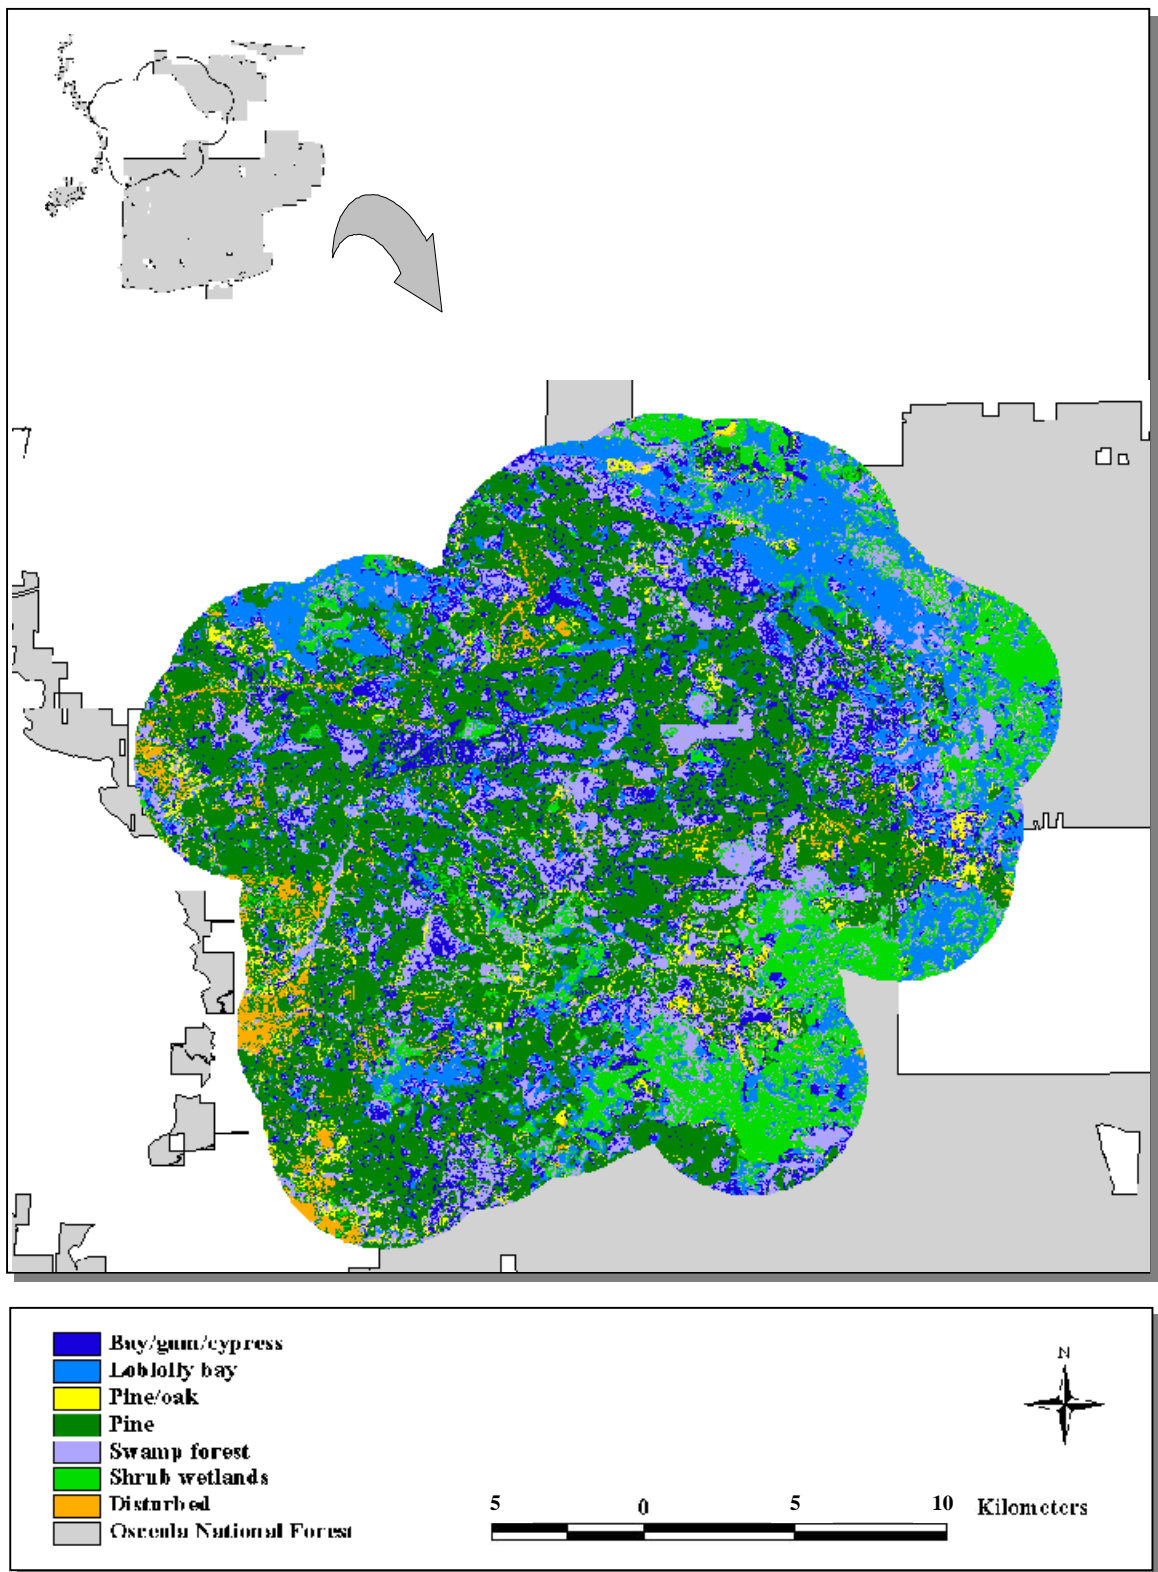 Bay/gum/cypress
Loblolly bay
Pine/oak
Pine
Swamp forest
Shrub wetlands
Disturbed
Osceola National Forest
N
5 0 5 10 Kilometers